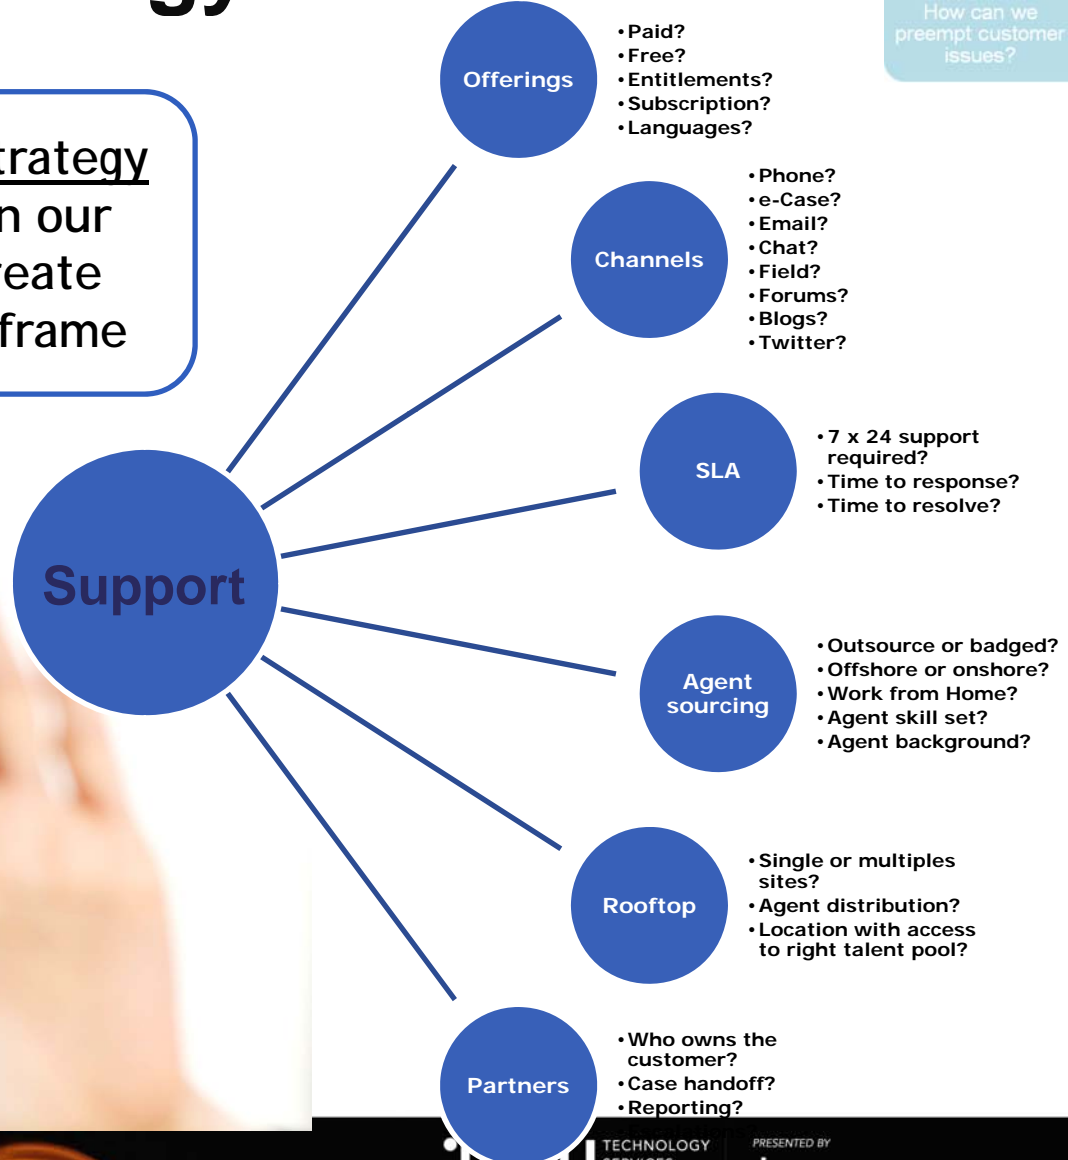 How can we
preempt customer
issues?
trategy
n our
reate
frame
Offerings
•Paid?
•Free?
•Entitlements?
•Subscription?
•Languages?
Channels
•Phone?
•e-Case?
•Email?
•Chat?
•Field?
•Forums?
•Blogs?
•Twitter?
SLA
•7 x 24 support
required?
•Time to response?
•Time to resolve?
Support
Agent
sourcing
•Outsource or badged?
•Offshore or onshore?
•Work from Home?
•Agent skill set?
•Agent background?
Rooftop
•Single or multiples
sites?
•Agent distribution?
•Location with access
to right talent pool?
Partners
•Who owns the
customer?
•Case handoff?
•Reporting?
•Escalations?
TECHNOLOGY
SERVICES
PRESENTED BY